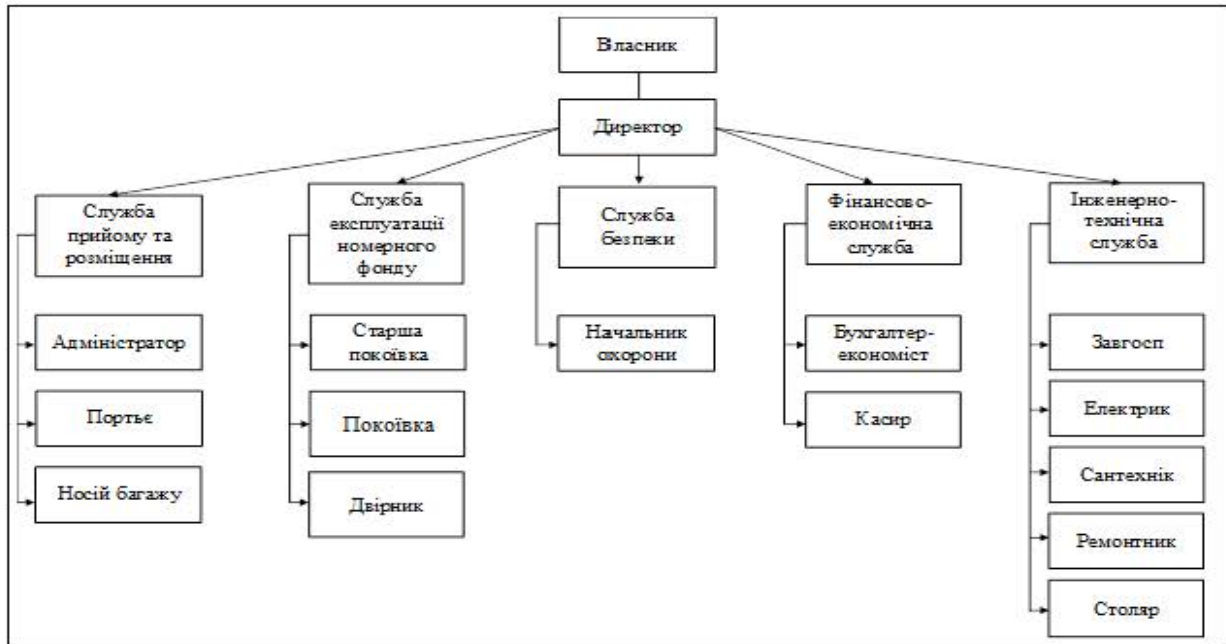 Власник
Директор
Служба
прийому та
розміщення
Служба
експлуатації
номерного
фонду
Служба
безпеки
Фінансово-
економічна
служба
Інженерно-
технічна
служба
Адміністратор
Старша
покоївка
Начальник
охорони
Бухгалтер-
економіст
Завгосп
Портьє
Покоївка
Касир
Електрик
Носій багажу
Двірник
Сантехнік
Ремонтник
Столяр